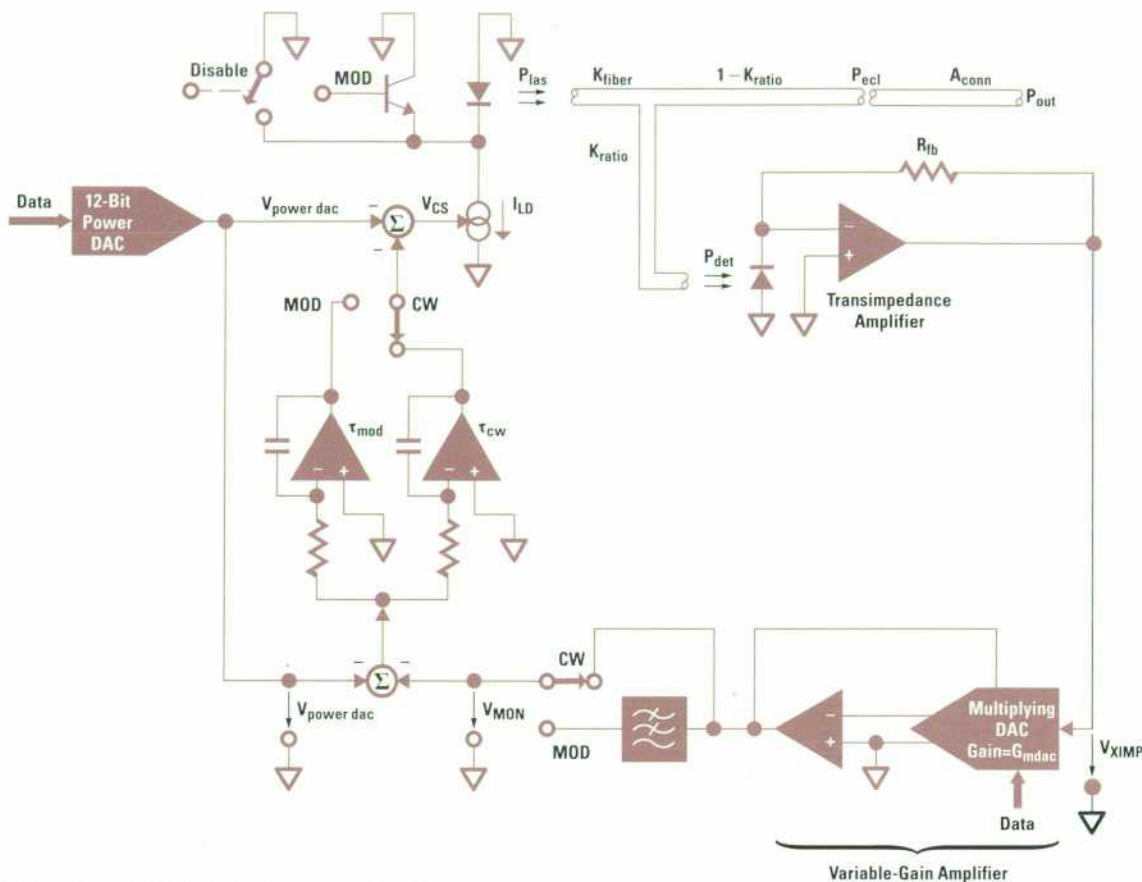 Disable
MOD
P_las
K_fiber
1 – K_ratio
P_ecl
A_conn
P_out
K_ratio
R_fb
Data
12-Bit
Power
DAC
V_power dac
–
Σ
–
V_CS
I_LD
P_det
–
+
Transimpedance
Amplifier
MOD
CW
τ_mod
– +
τ_cw
– +
–
Σ
–
V_power dac
V_MON
CW
MOD
–
+
Multiplying
DAC
Gain=G_mdac
V_XIMP
Data
Variable-Gain Amplifier